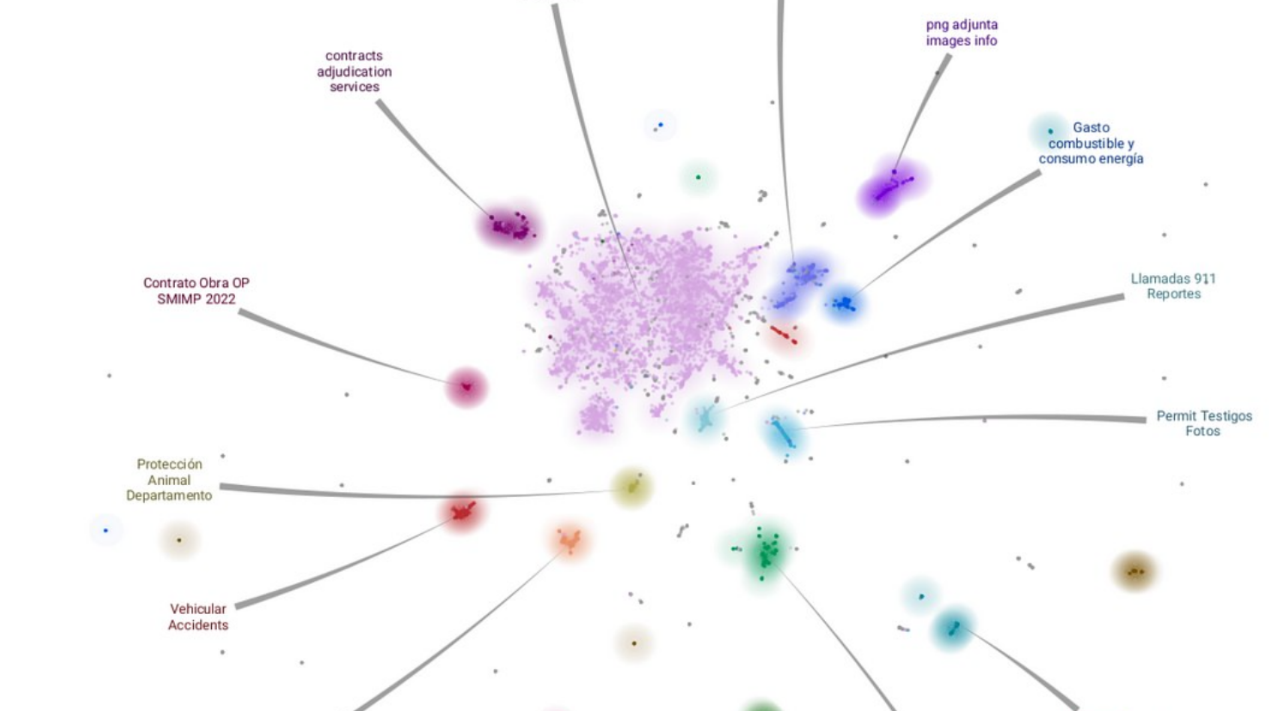 png adjunta
images info
contracts
adjudication
services
Gasto
combustible y
consumo energía
Contrato Obra OP
SMIMP 2022
Llamadas 911
Reportes
Permit Testigos
Fotos
Protección
Animal
Departamento
Vehicular
Accidents